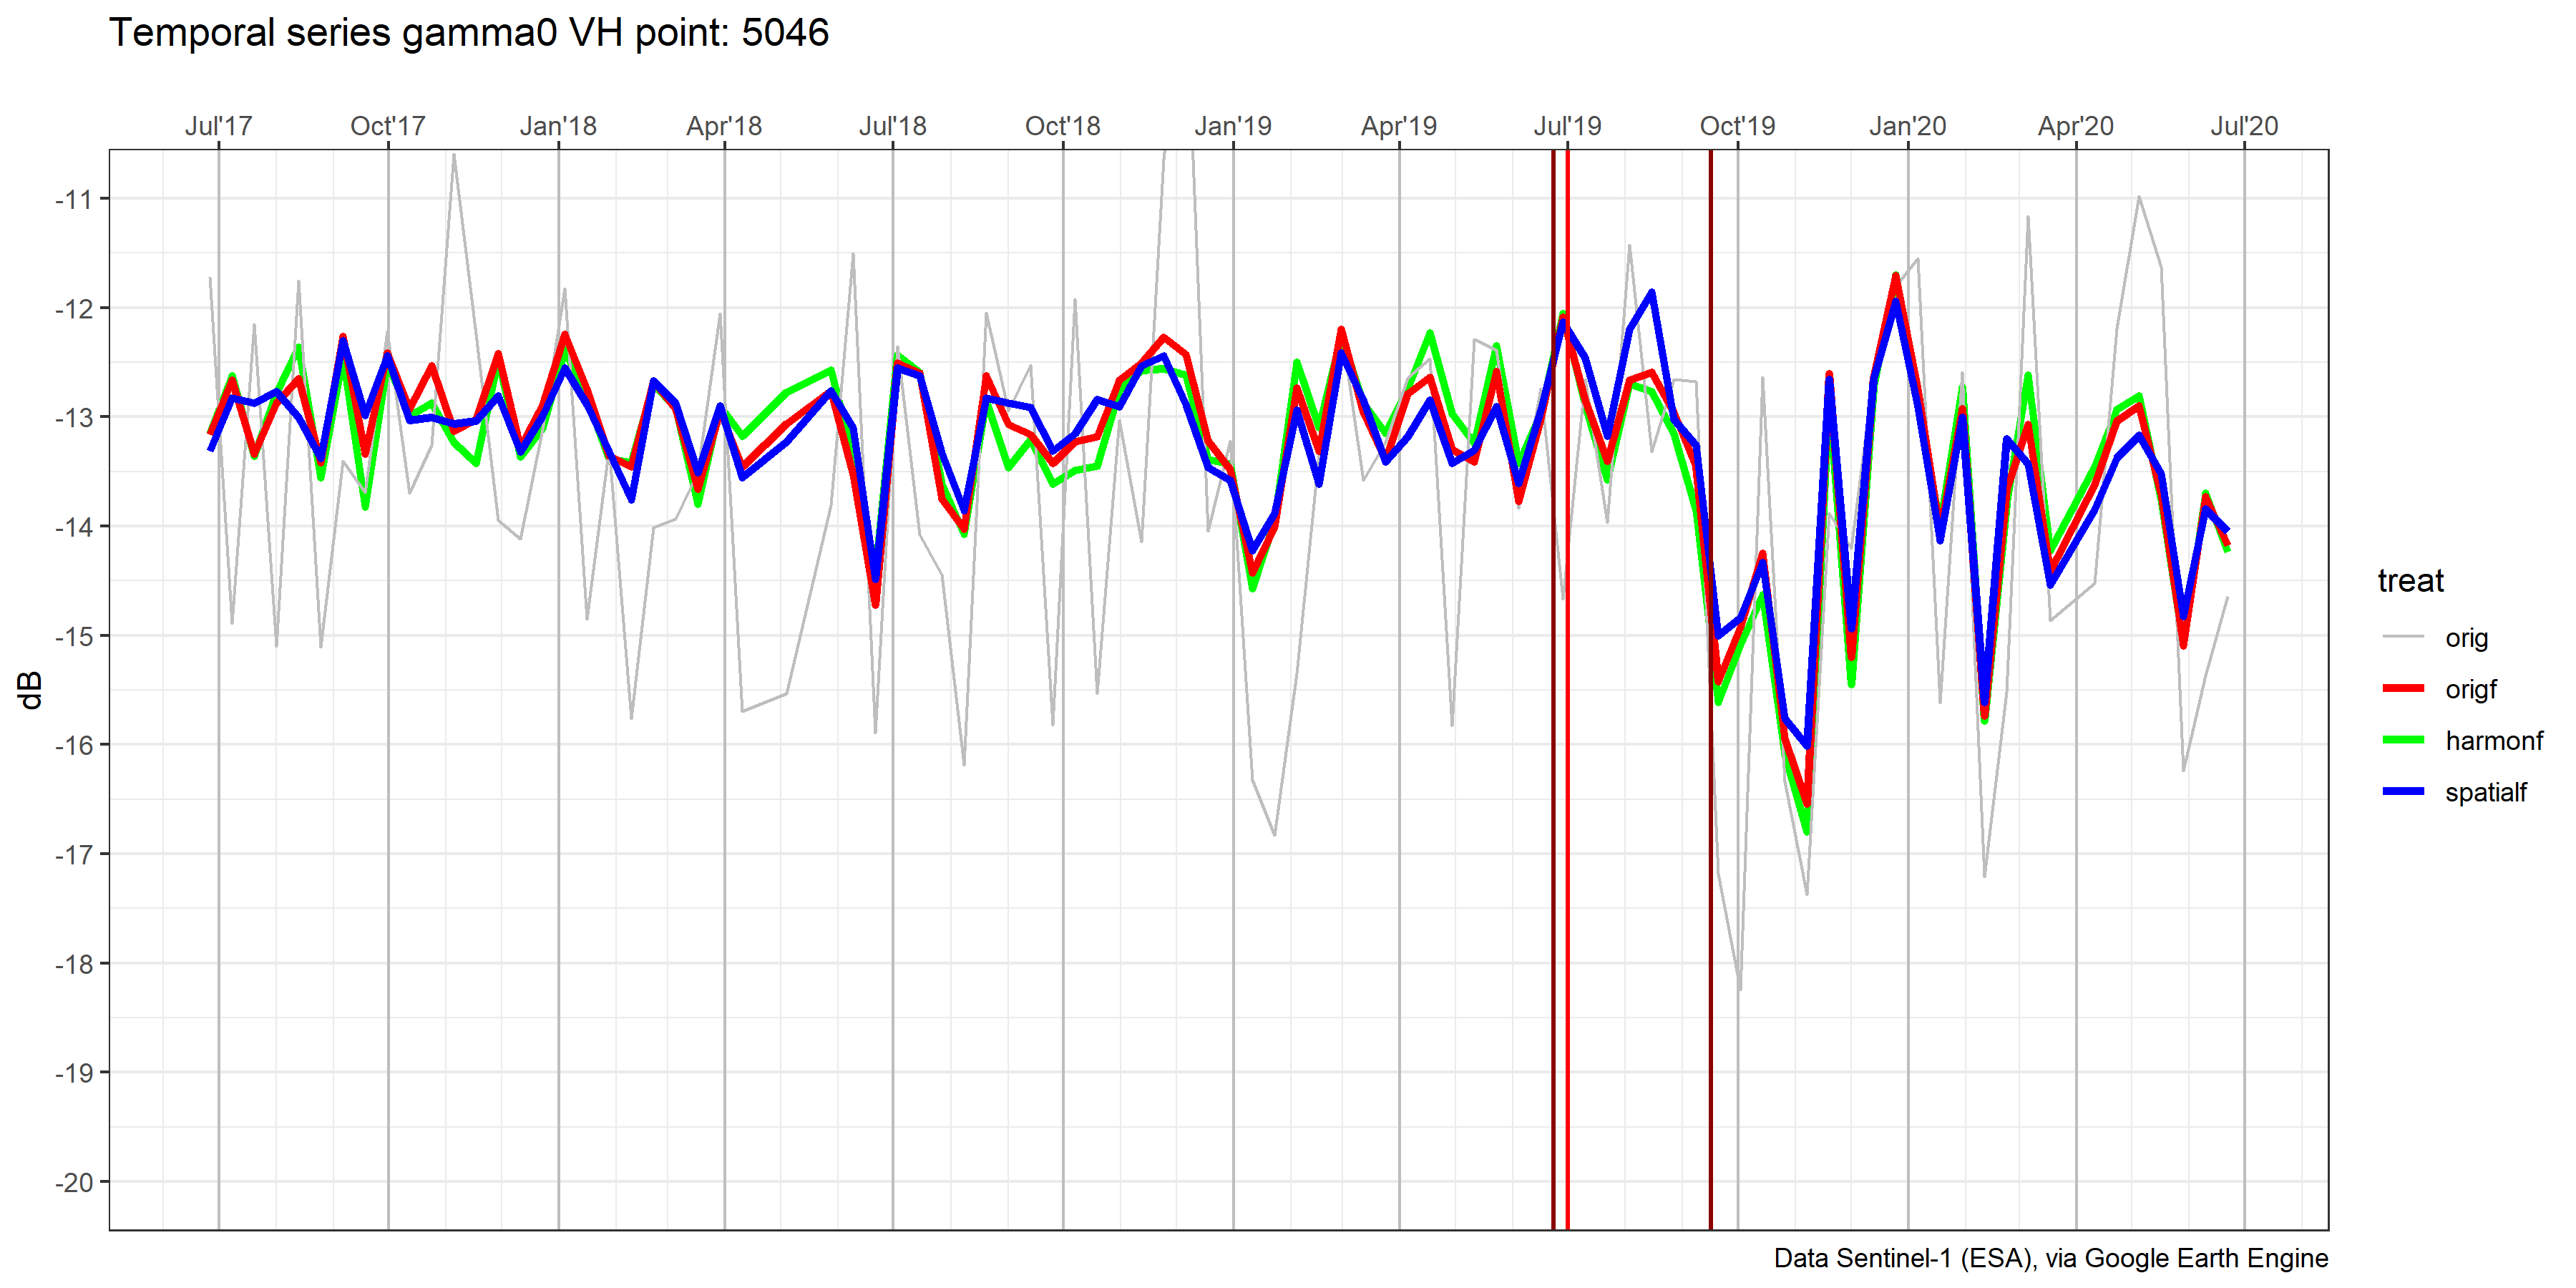 Temporal series gamma0 VH point: 5046
Jul'17 Oct'17 Jan'18 Apr'18 Jul'18 Oct'18 Jan'19 Apr'19 Jul'19 Oct'19 Jan'20 Apr'20 Jul'20
-11
-12
-13
-14
-15
-16
-17
-18
-19
-20
dB
treat
orig
origf
harmonf
spatialf
Data Sentinel-1 (ESA), via Google Earth Engine